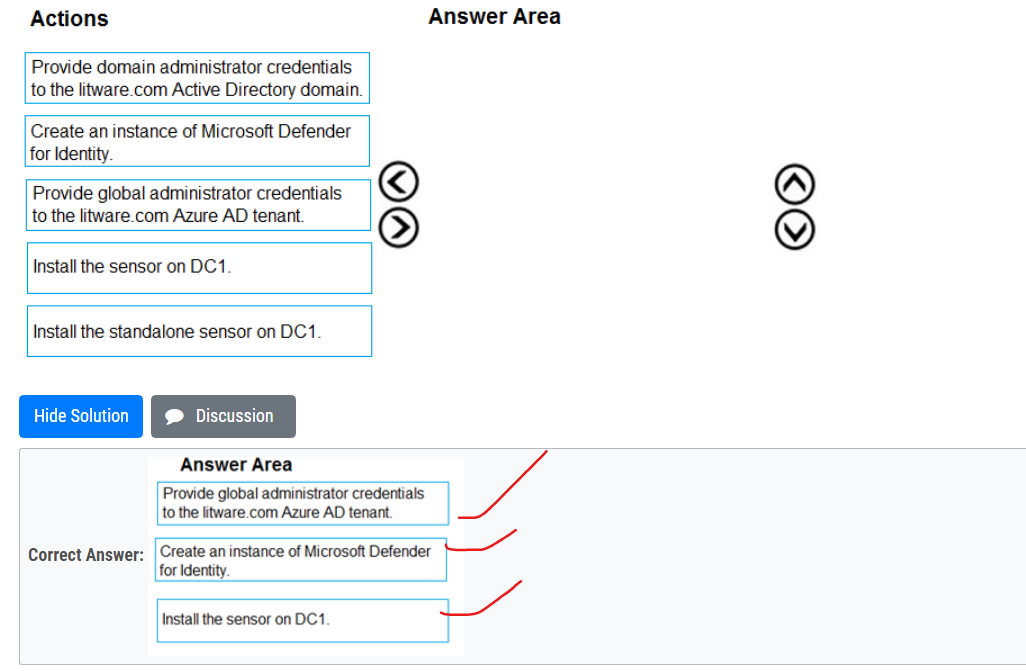 Actions
Answer Area
Provide domain administrator credentials
to the litware.com Active Directory domain.
Create an instance of Microsoft Defender
for Identity.
Provide global administrator credentials
to the litware.com Azure AD tenant.
Install the sensor on DC1.
Install the standalone sensor on DC1.
Hide Solution
Discussion
Answer Area
Provide global administrator credentials
to the litware.com Azure AD tenant.
Correct Answer:
Create an instance of Microsoft Defender
for Identity.
Install the sensor on DC1.